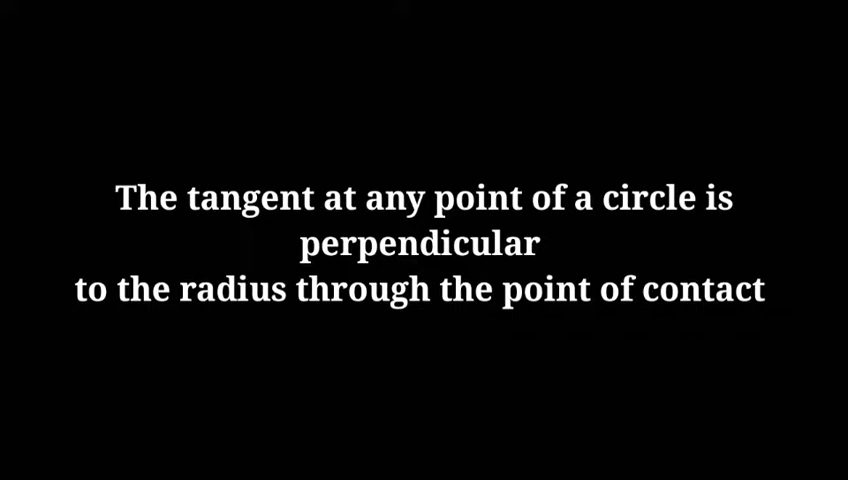 The tangent at any point of a circle is
perpendicular
to the radius through the point of contact